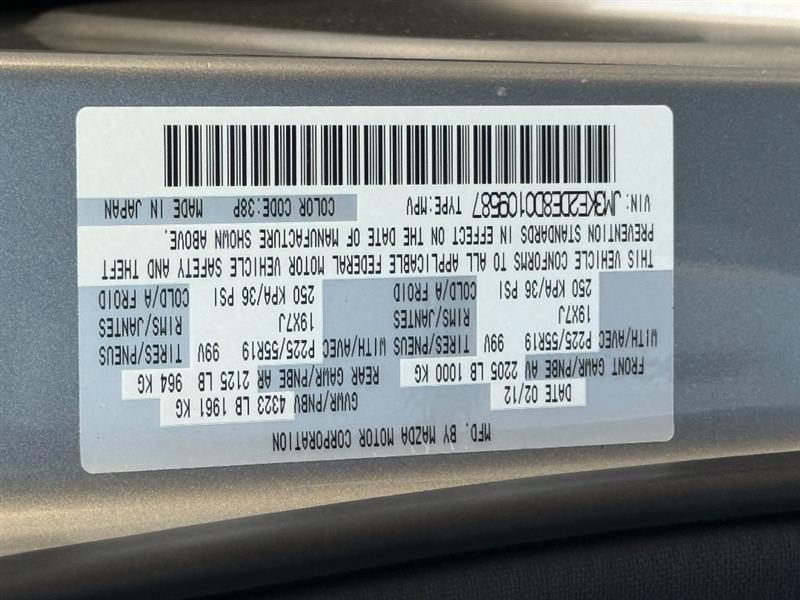 MFD. BY MAZDA MOTOR CORPORATION
DATE 02/12 GVWR/PNBV 4323 LB 1961 KG
FRONT GAWR/PNBE AV 2205 LB 1000 KG REAR GAWR/PNBE AR 2125 LB 964 KG
WITH/AVEC P225/55R19 99V TIRES/PNEUS WITH/AVEC P225/55R19 99V TIRES/PNEUS
19X7J RIMS/JANTES 19X7J RIMS/JANTES
250 KPA/36 PSI COLD/A FROID 250 KPA/36 PSI COLD/A FROID
THIS VEHICLE CONFORMS TO ALL APPLICABLE FEDERAL MOTOR VEHICLE SAFETY AND THEFT
PREVENTION STANDARDS IN EFFECT ON THE DATE OF MANUFACTURE SHOWN ABOVE.
VIN: JM3KE2DE8D0109587 TYPE:MPV COLOR CODE:38P MADE IN JAPAN